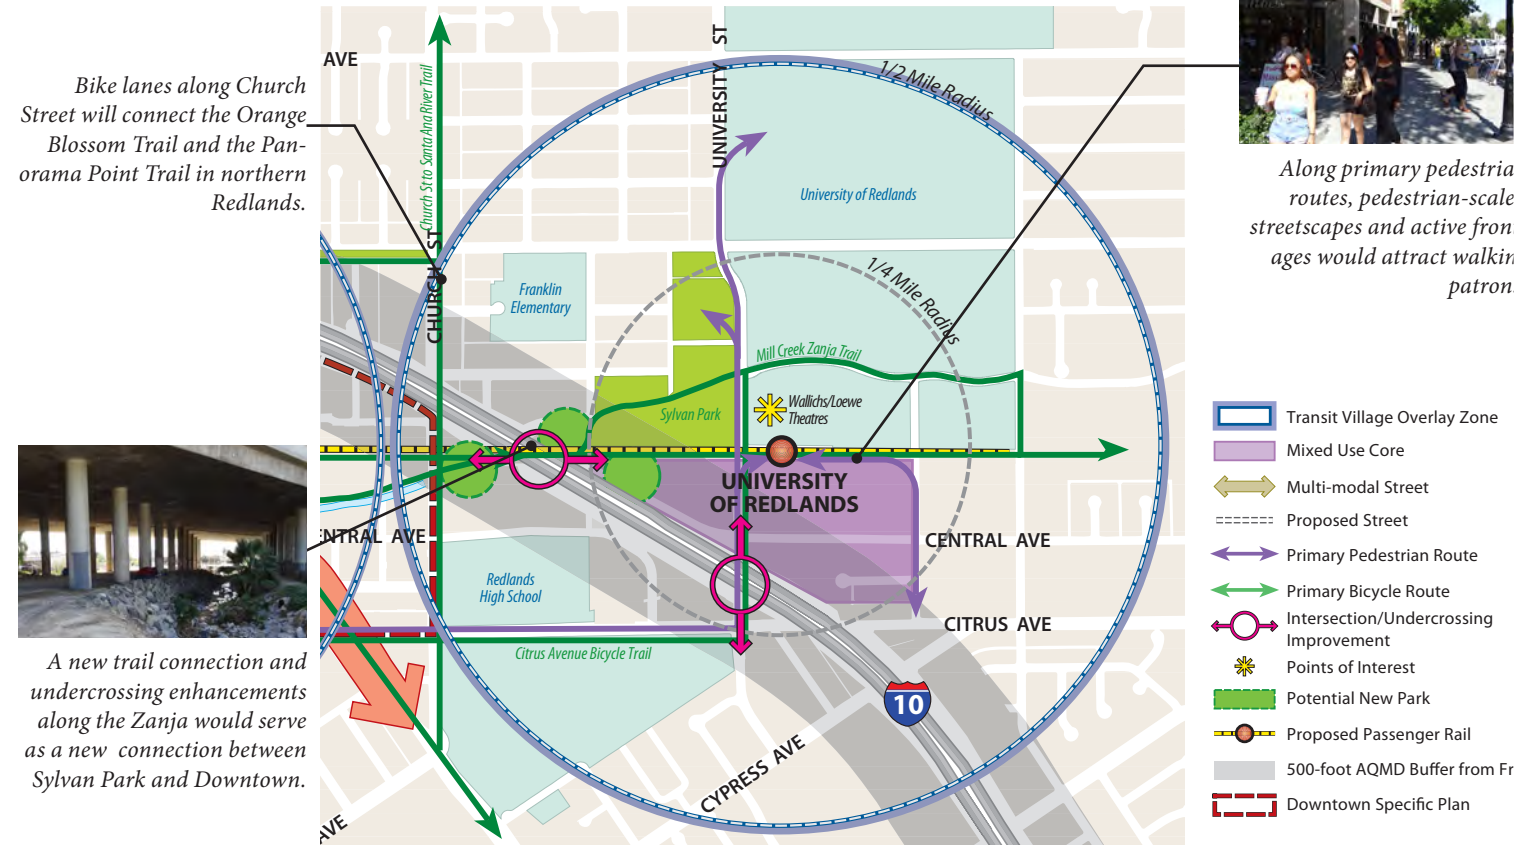 Bike lanes along Church
Street will connect the Orange
Blossom Trail and the Pan-
orama Point Trail in northern
Redlands.
A new trail connection and
undercrossing enhancements
along the Zanja would serve
as a new connection between
Sylvan Park and Downtown.
AVE
Church St to Santa Ana River Trail
CHURCH ST
UNIVERSITY ST
1/2 Mile Radius
University of Redlands
1/4 Mile Radius
Franklin
Elementary
Mill Creek Zanja Trail
Sylvan Park
Wallichs/Loewe
Theatres
UNIVERSITY
OF REDLANDS
ENTRAL AVE
CENTRAL AVE
Redlands
High School
CITRUS AVE
Citrus Avenue Bicycle Trail
10
CYPRESS AVE
AVE
Along primary pedestria
routes, pedestrian-scale
streetscapes and active fron
ages would attract walkin
patron
Transit Village Overlay Zone
Mixed Use Core
Multi-modal Street
Proposed Street
Primary Pedestrian Route
Primary Bicycle Route
Intersection/Undercrossing
Improvement
Points of Interest
Potential New Park
Proposed Passenger Rail
500-foot AQMD Buffer from Fr
Downtown Specific Plan